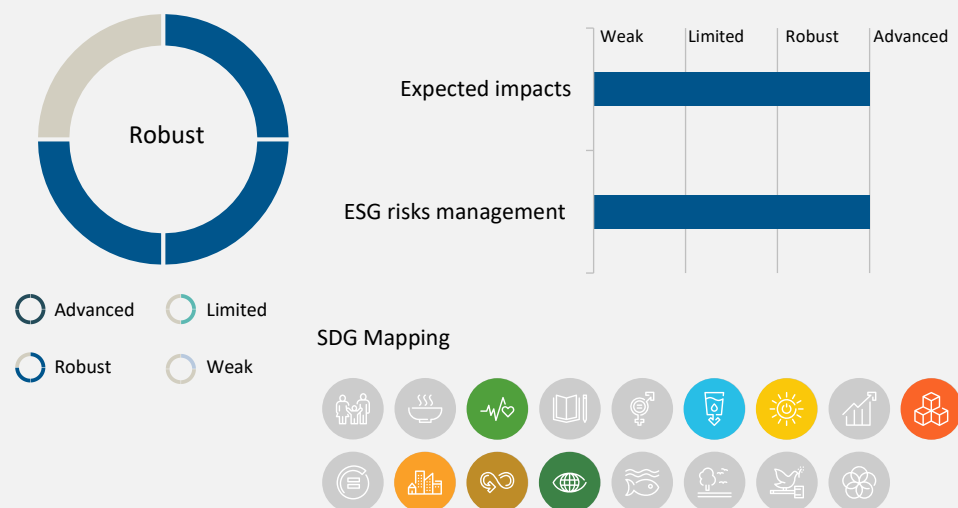 Robust
Advanced
Limited
Robust
Weak
Weak
Limited
Robust
Advanced
Expected impacts
ESG risks management
SDG Mapping